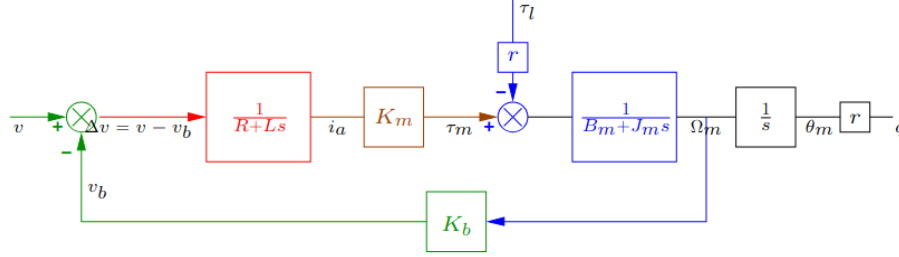 τ_l
r
−
v
+
Δv = v − v_b
1/(R+Ls)
i_a
K_m
τ_m
+
1/(B_m+J_m s)
Ω_m
1/s
θ_m
r
−
v_b
K_b